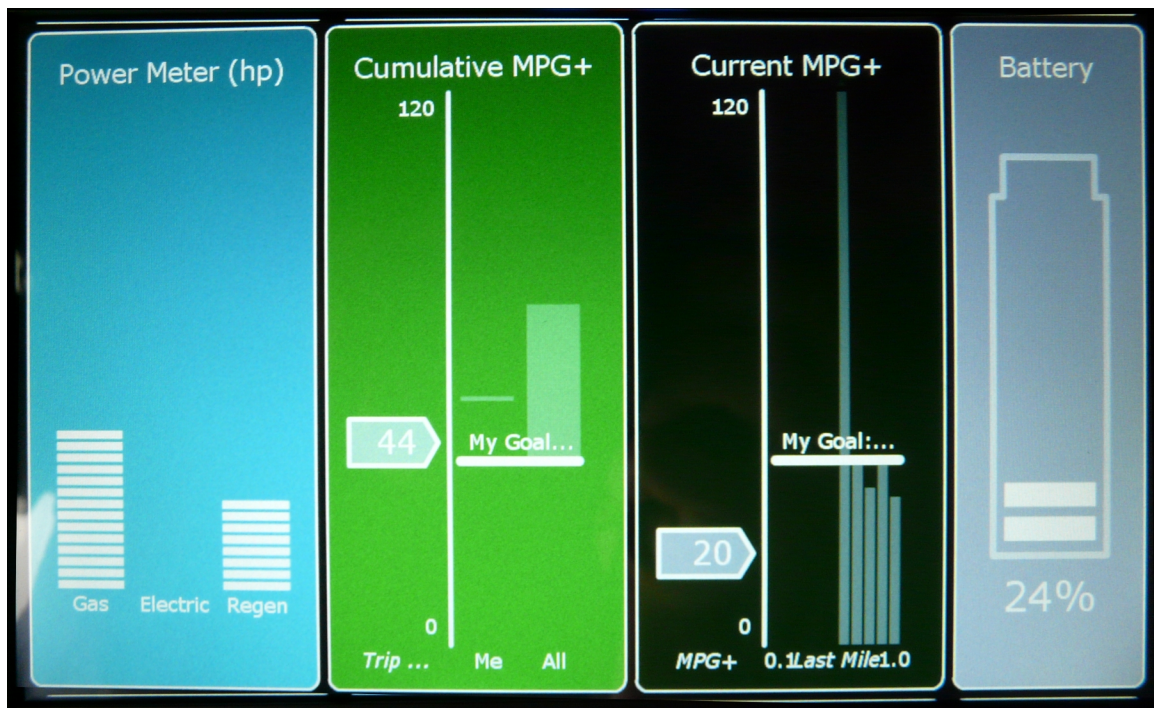 Power Meter (hp)
Gas
Electric
Regen
Cumulative MPG+
120
44
My Goal...
0
Trip ...
Me
All
Current MPG+
120
My Goal:...
20
0
MPG+
0.1
Last Mile
1.0
Battery
24%